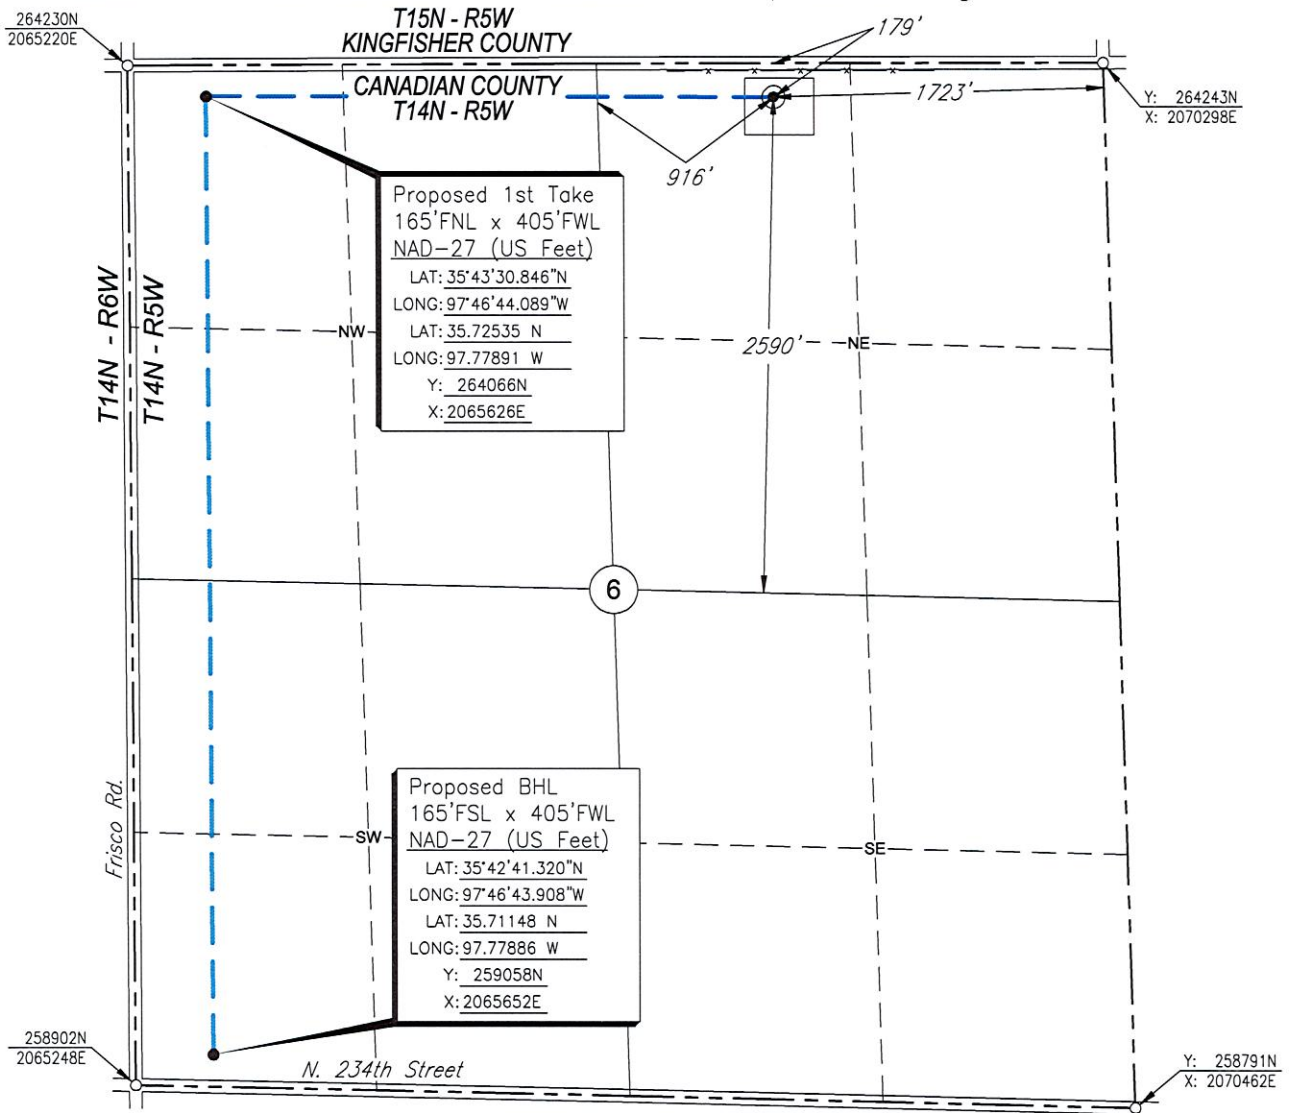 264230N
2065220E
T15N - R5W
KINGFISHER COUNTY
179'
CANADIAN COUNTY
T14N - R5W
1723'
Y: 264243N
X: 2070298E
916'
Proposed 1st Take
165'FNL x 405'FWL
NAD-27 (US Feet)
LAT: 35°43'30.846"N
LONG: 97°46'44.089"W
LAT: 35.72535 N
LONG: 97.77891 W
Y: 264066N
X: 2065626E
T14N - R6W
T14N - R5W
NW
2590'
NE
6
Frisco Rd.
Proposed BHL
165'FSL x 405'FWL
NAD-27 (US Feet)
LAT: 35°42'41.320"N
LONG: 97°46'43.908"W
LAT: 35.71148 N
LONG: 97.77886 W
Y: 259058N
X: 2065652E
SW
SE
258902N
2065248E
N. 234th Street
Y: 258791N
X: 2070462E